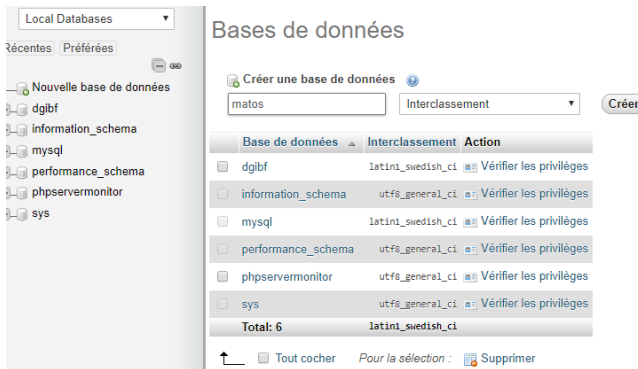 Local Databases
Récentes Préférées
Nouvelle base de données
dgibf
information_schema
mysql
performance_schema
phpservermonitor
sys
Bases de données
Créer une base de données
matos Interclassement Créer
Base de données Interclassement Action
dgibf latin1_swedish_ci Vérifier les privilèges
information_schema utf8_general_ci Vérifier les privilèges
mysql latin1_swedish_ci Vérifier les privilèges
performance_schema utf8_general_ci Vérifier les privilèges
phpservermonitor utf8_general_ci Vérifier les privilèges
sys utf8_general_ci Vérifier les privilèges
Total: 6 latin1_swedish_ci
Tout cocher Pour la sélection : Supprimer